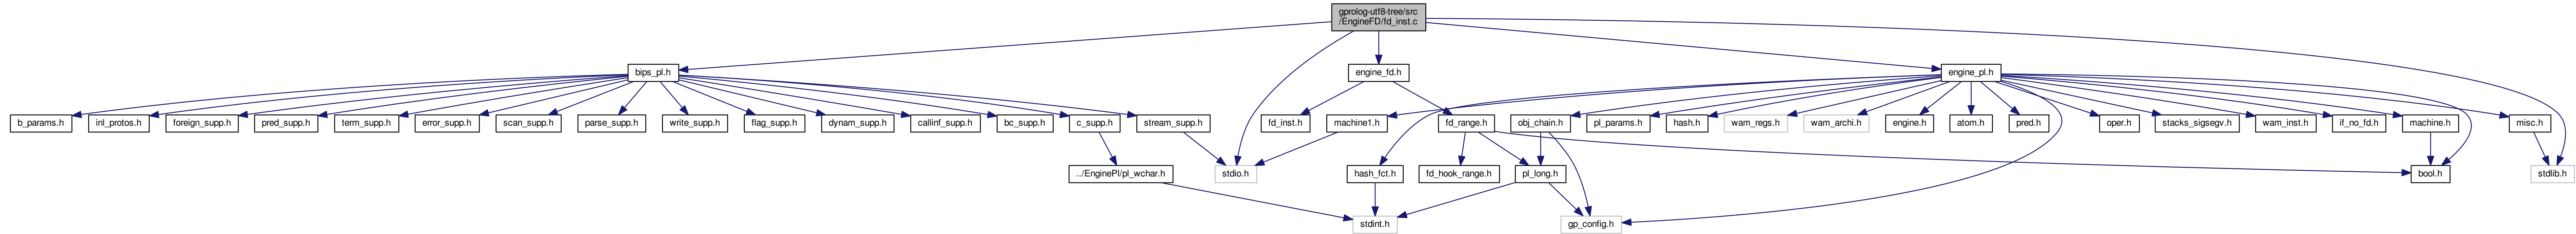 gprolog-utf8-tree/src
/EngineFD/fd_inst.c
bips_pl.h
engine_fd.h
engine_pl.h
b_params.h
inl_protos.h
foreign_supp.h
pred_supp.h
term_supp.h
error_supp.h
scan_supp.h
parse_supp.h
write_supp.h
flag_supp.h
dynam_supp.h
callinf_supp.h
bc_supp.h
c_supp.h
stream_supp.h
fd_inst.h
machine1.h
fd_range.h
obj_chain.h
pl_params.h
hash.h
wam_regs.h
wam_archi.h
engine.h
atom.h
pred.h
oper.h
stacks_sigsegv.h
wam_inst.h
if_no_fd.h
machine.h
misc.h
../EnginePl/pl_wchar.h
stdio.h
hash_fct.h
fd_hook_range.h
pl_long.h
bool.h
stdlib.h
stdint.h
gp_config.h